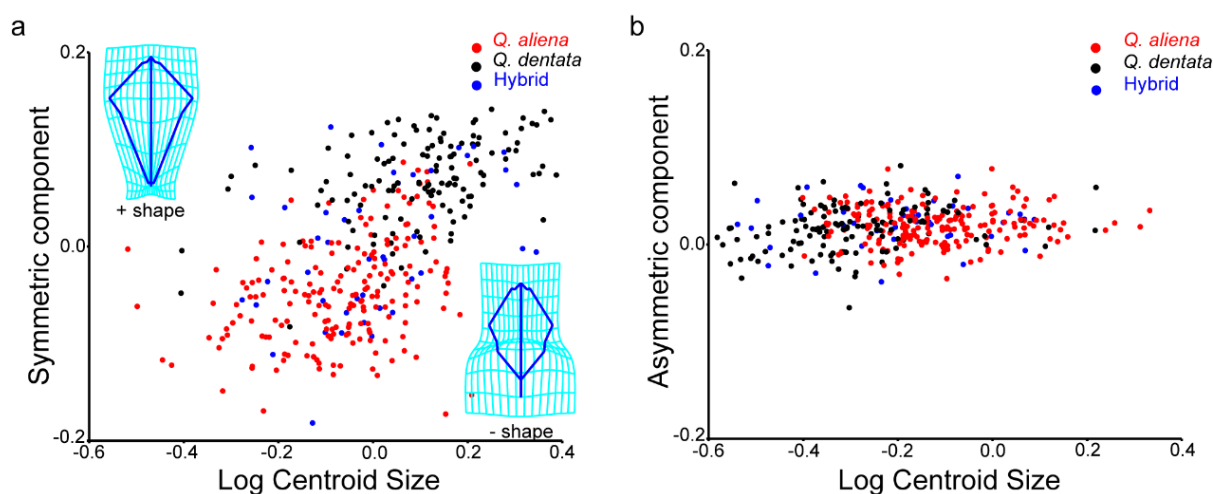 a
0.2
Symmetric component
0.0
-0.2
-0.6
-0.4
-0.2
0.0
0.2
0.4
Log Centroid Size
Q. aliena
Q. dentata
Hybrid
+ shape
- shape
b
0.2
Asymmetric component
0.0
-0.2
-0.6
-0.4
-0.2
0.0
0.2
0.4
Log Centroid Size
Q. aliena
Q. dentata
Hybrid